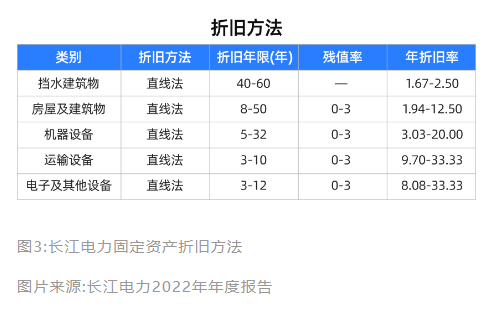 折旧方法
类别 折旧方法 折旧年限(年) 残值率 年折旧率
挡水建筑物 直线法 40-60 — 1.67-2.50
房屋及建筑物 直线法 8-50 0-3 1.94-12.50
机器设备 直线法 5-32 0-3 3.03-20.00
运输设备 直线法 3-10 0-3 9.70-33.33
电子及其他设备 直线法 3-12 0-3 8.08-33.33
图3:长江电力固定资产折旧方法
图片来源:长江电力2022年年度报告